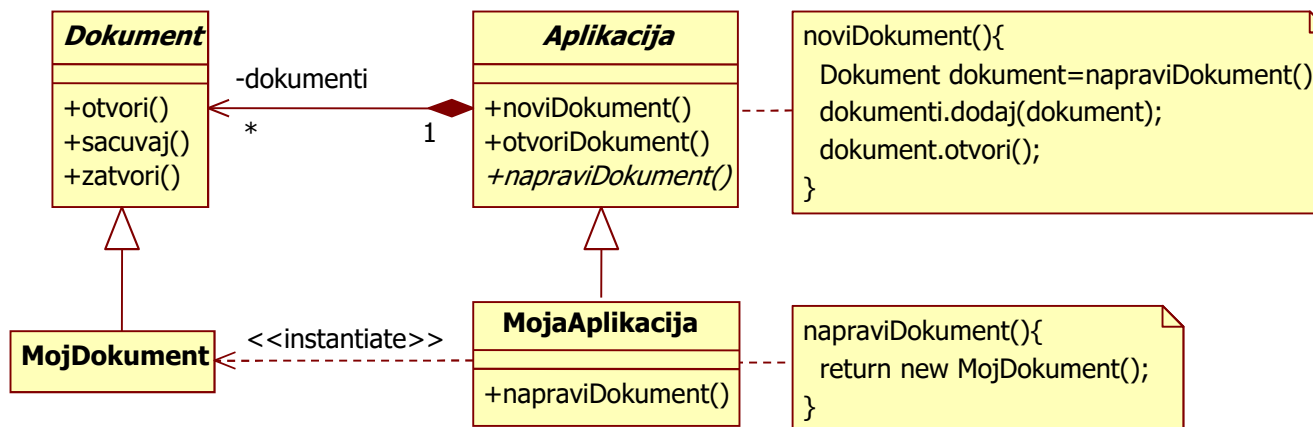 Dokument
+otvori()
+sacuvaj()
+zatvori()
-dokumenti
*
1
Aplikacija
+noviDokument()
+otvoriDokument()
+napraviDokument()
noviDokument(){
Dokument dokument=napraviDokument()
dokumenti.dodaj(dokument);
dokument.otvori();
}
MojDokument
<<instantiate>>
MojaAplikacija
+napraviDokument()
napraviDokument(){
return new MojDokument();
}